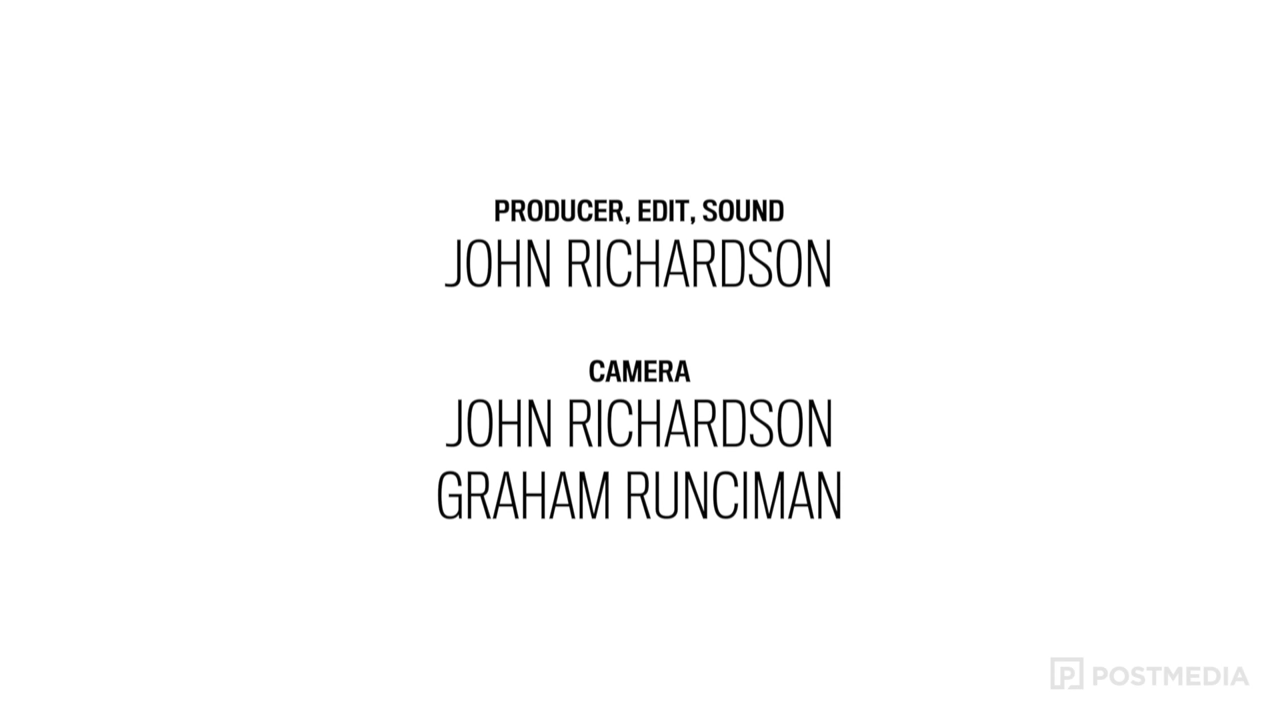 PRODUCER, EDIT, SOUND
JOHN RICHARDSON
CAMERA
JOHN RICHARDSON
GRAHAM RUNCIMAN
POSTMEDIA